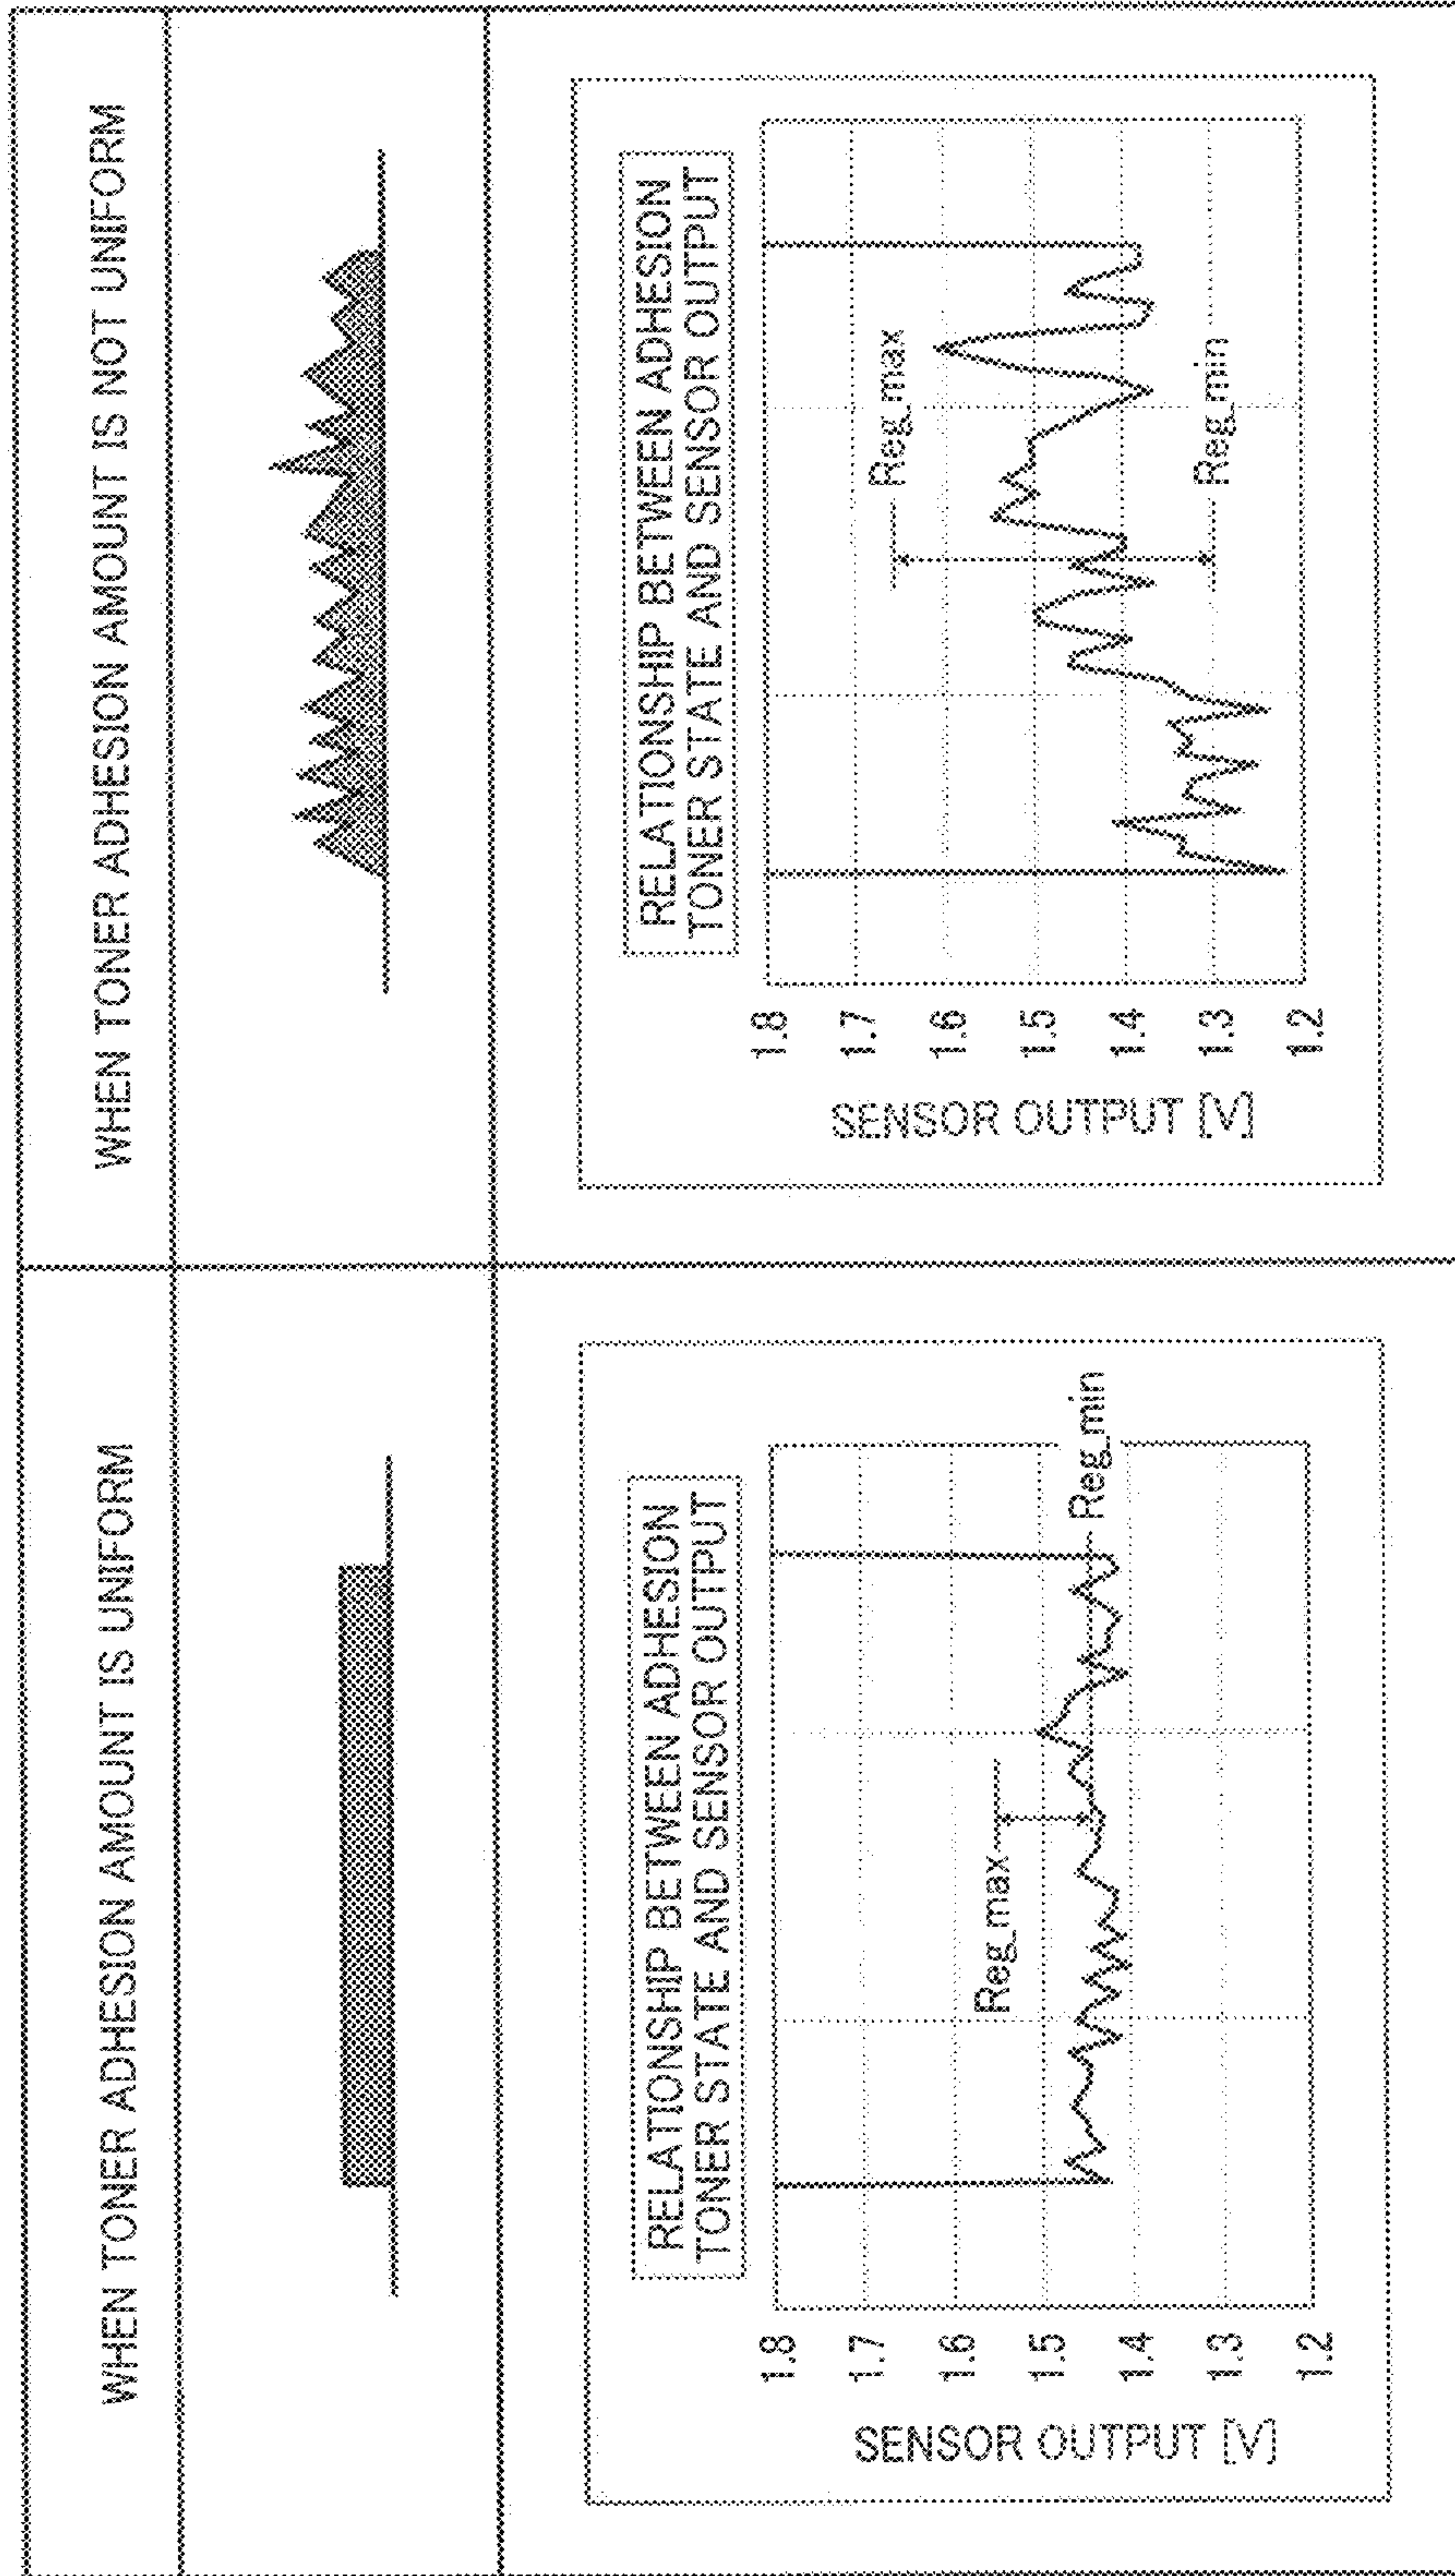 WHEN TONER ADHESION AMOUNT IS UNIFORM
RELATIONSHIP BETWEEN ADHESION
TONER STATE AND SENSOR OUTPUT
SENSOR OUTPUT [V]
1.8
1.7
1.6
1.5
1.4
1.3
1.2
Reg_max
Reg_min
WHEN TONER ADHESION AMOUNT IS NOT UNIFORM
RELATIONSHIP BETWEEN ADHESION
TONER STATE AND SENSOR OUTPUT
SENSOR OUTPUT [V]
1.8
1.7
1.6
1.5
1.4
1.3
1.2
Reg_max
Reg_min